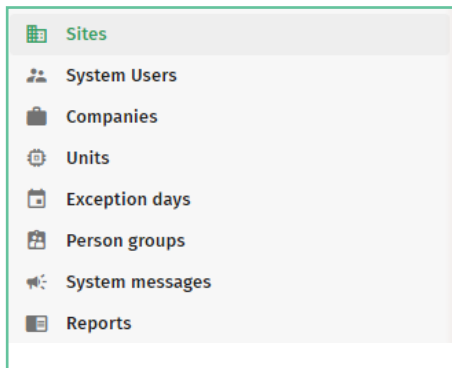 Sites
System Users
Companies
Units
Exception days
Person groups
System messages
Reports